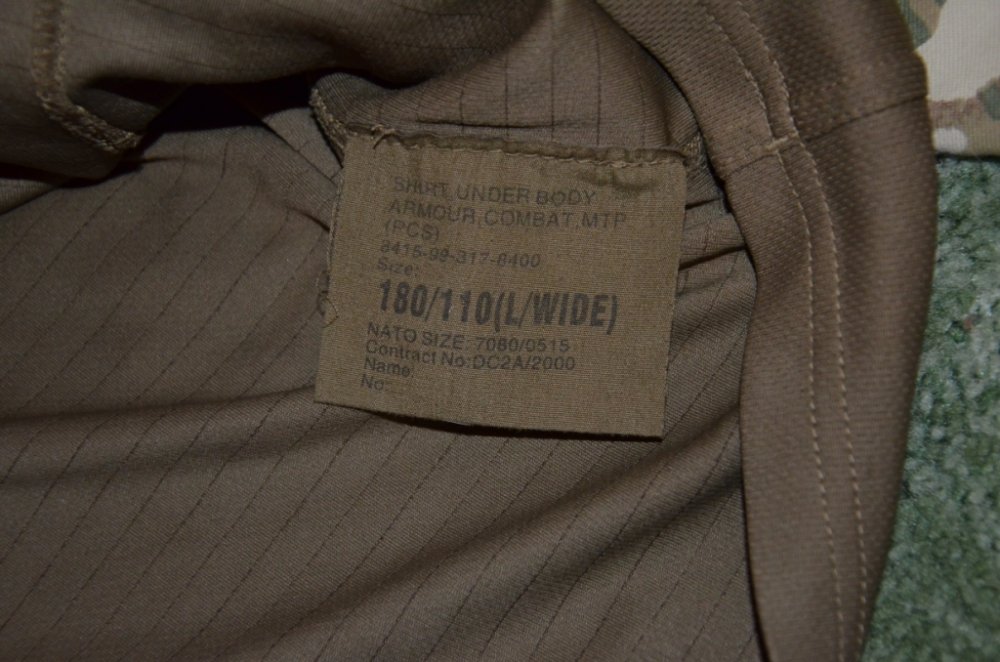 SHIRT, UNDER BODY
ARMOUR,COMBAT,MTP
(PCS)
8415-99-317-6400
Size:
180/110(L/WIDE)
NATO SIZE: 7080/0515
Contract No:DC2A/2000
Name:
No: